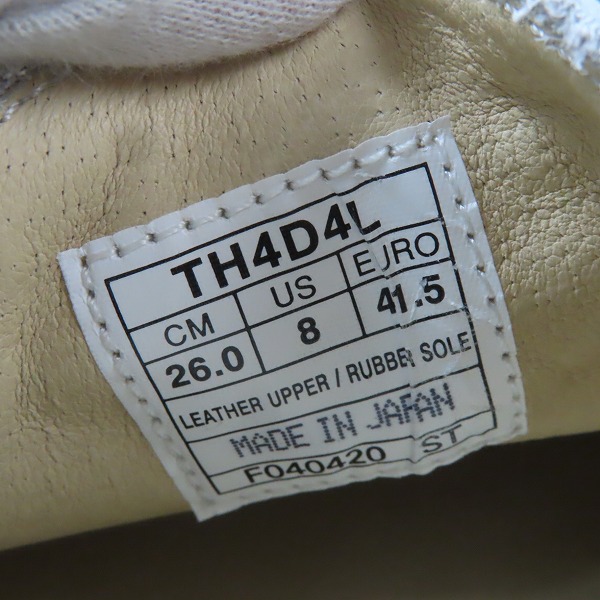 TH4D4L
CM US EURO
26.0 8 41.5
LEATHER UPPER / RUBBER SOLE
MADE IN JAPAN
F040420 ST